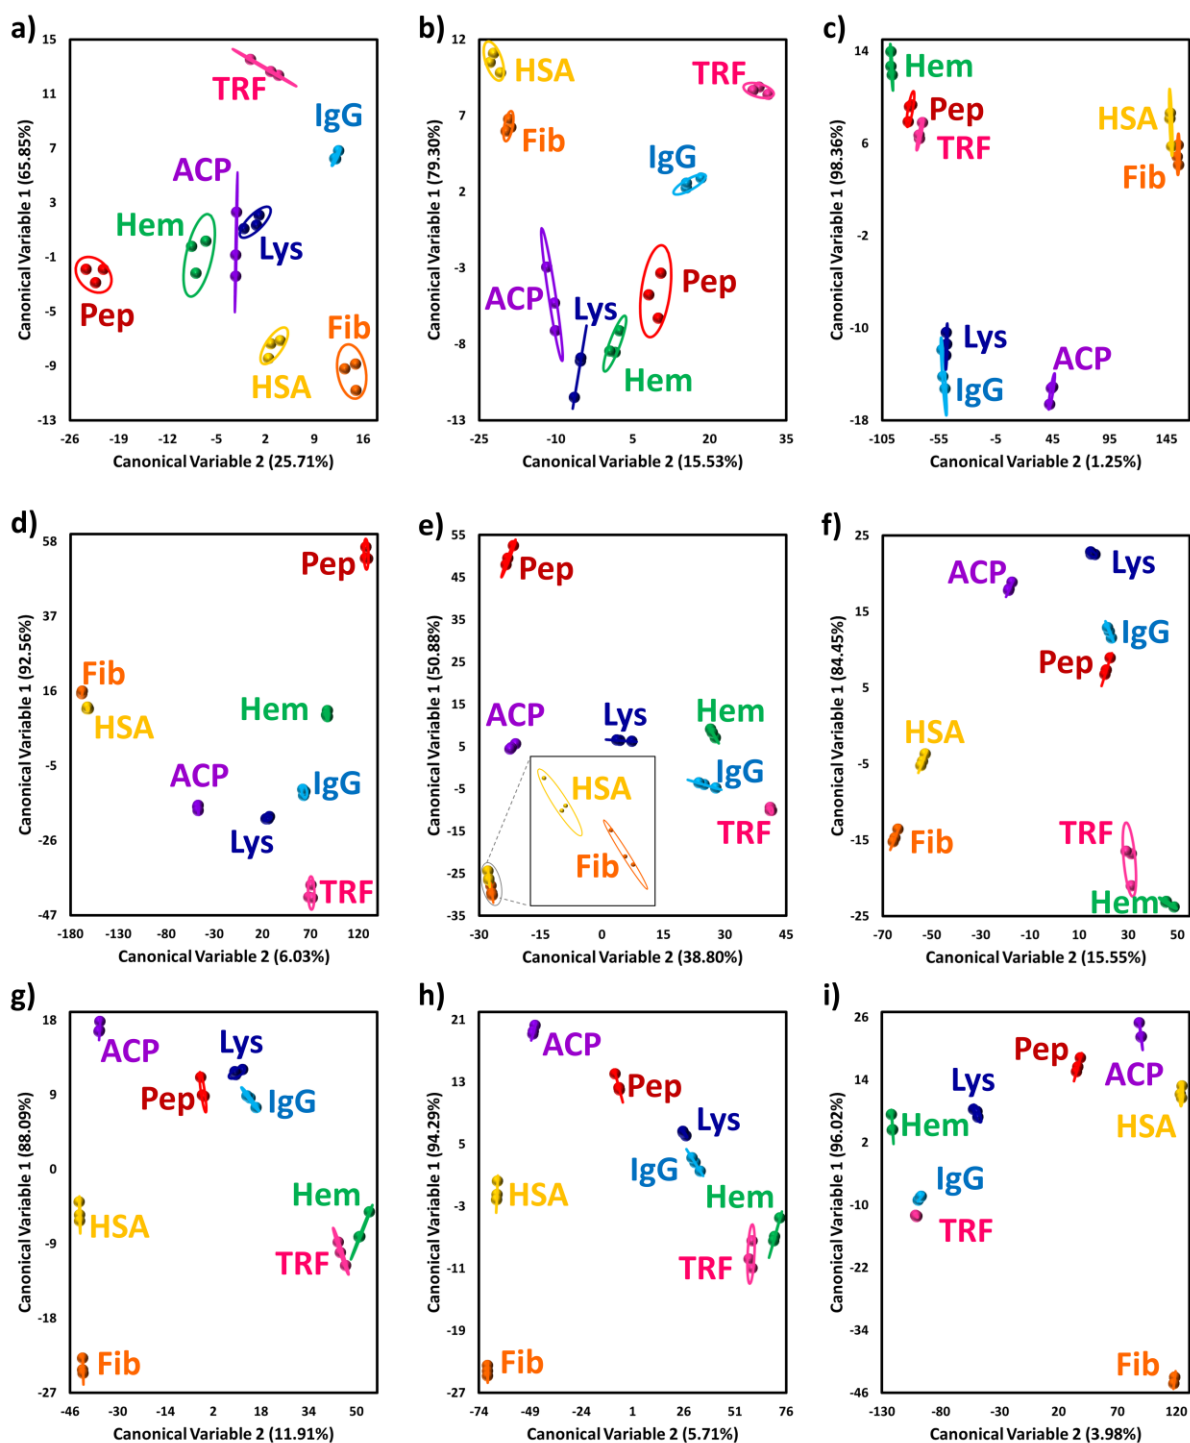 a)
15
11
7
3
-1
-5
-9
-13
Canonical Variable 1 (65.85%)
TRF
IgG
ACP
Hem
Lys
Pep
Fib
HSA
-26 -19 -12 -5 2 9 16
Canonical Variable 2 (25.71%)
b)
12
7
2
-3
-8
-13
Canonical Variable 1 (79.30%)
HSA
TRF
Fib
IgG
Pep
ACP
Lys
Hem
-25 -10 5 20 35
Canonical Variable 2 (15.53%)
c)
14
6
-2
-10
-18
Canonical Variable 1 (98.36%)
Hem
Pep
HSA
TRF
Fib
Lys
ACP
IgG
-105 -55 -5 45 95 145
Canonical Variable 2 (1.25%)
d)
58
37
16
-5
-26
-47
Canonical Variable 1 (92.56%)
Pep
Fib
HSA
Hem
ACP
IgG
Lys
TRF
-180 -130 -80 -30 20 70 120
Canonical Variable 2 (6.03%)
e)
55
45
35
25
15
5
-5
-15
-25
-35
Canonical Variable 1 (50.88%)
Pep
ACP
Lys
Hem
IgG
HSA
TRF
Fib
-30 -15 0 15 30 45
Canonical Variable 2 (38.80%)
f)
25
15
5
-5
-15
-25
Canonical Variable 1 (84.45%)
Lys
ACP
IgG
Pep
HSA
Fib
TRF
Hem
-70 -50 -30 -10 10 30 50
Canonical Variable 2 (15.55%)
g)
18
9
0
-9
-18
-27
Canonical Variable 1 (88.09%)
ACP
Lys
Pep
IgG
Hem
HSA
TRF
Fib
-46 -30 -14 2 18 34 50
Canonical Variable 2 (11.91%)
h)
21
13
5
-3
-11
-19
-27
Canonical Variable 1 (94.29%)
ACP
Pep
Lys
IgG
HSA
Hem
TRF
Fib
-74 -49 -24 1 26 51 76
Canonical Variable 2 (5.71%)
i)
26
14
2
-10
-22
-34
-46
Canonical Variable 1 (96.02%)
Pep
ACP
Lys
HSA
Hem
IgG
TRF
Fib
-130 -80 -30 20 70 120
Canonical Variable 2 (3.98%)